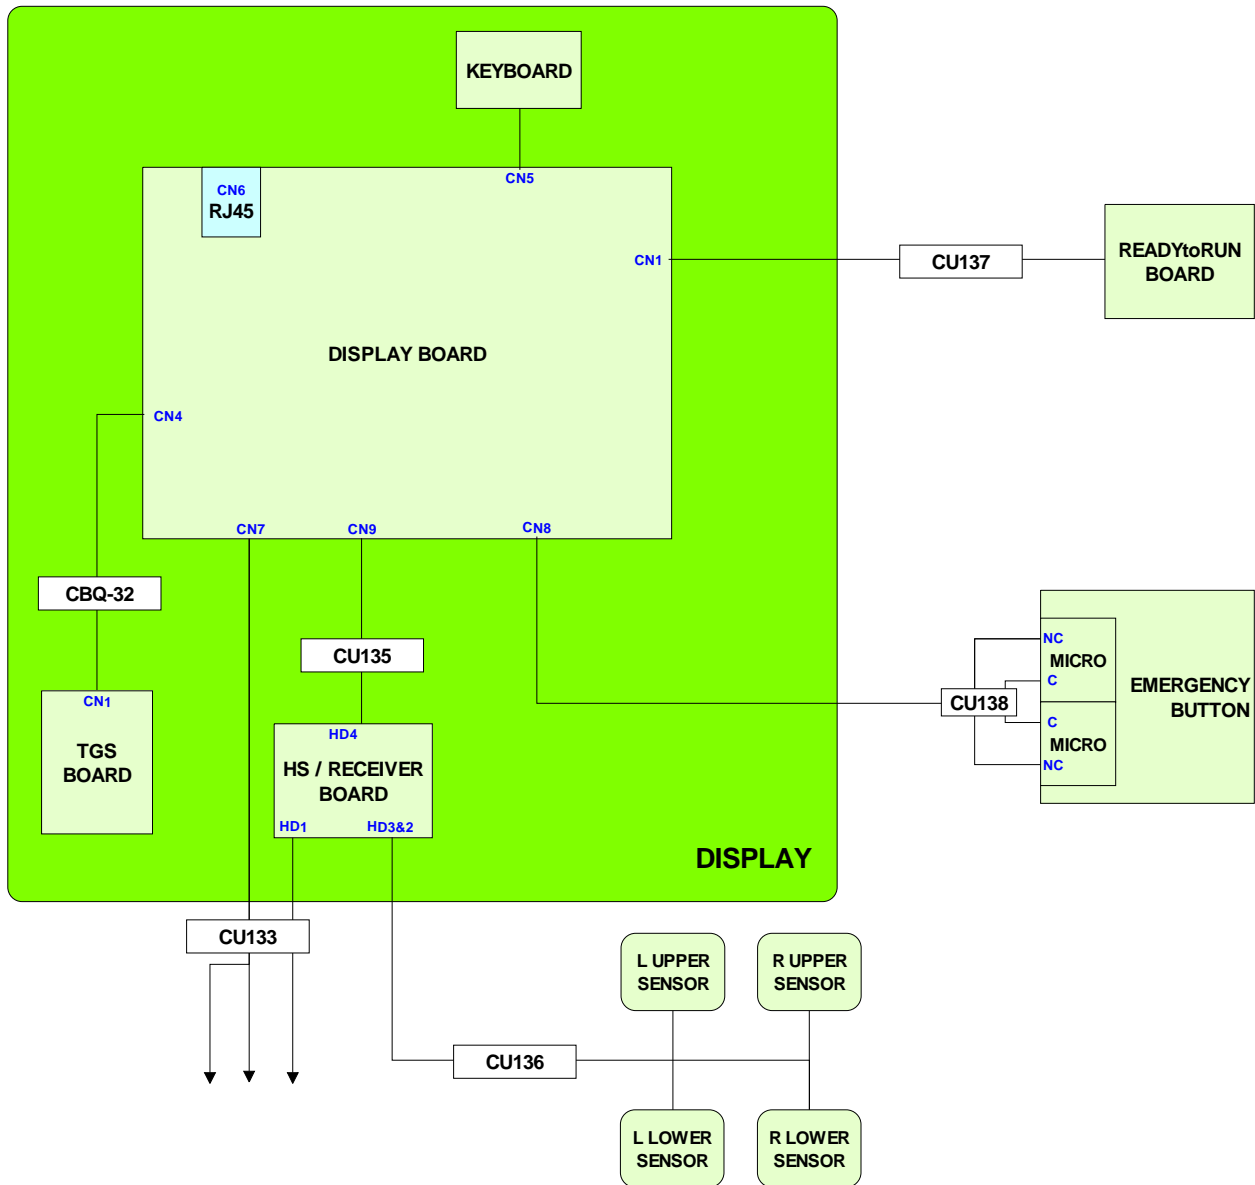 KEYBOARD
CN6
RJ45
CN5
CN1
CU137
READYtoRUN
BOARD
DISPLAY BOARD
CN4
CN7
CN9
CN8
CBQ-32
CU135
NC
MICRO
C
CU138
EMERGENCY
BUTTON
C
MICRO
NC
CN1
TGS
BOARD
HD4
HS / RECEIVER
BOARD
HD1
HD3&2
DISPLAY
CU133
L UPPER
SENSOR
R UPPER
SENSOR
CU136
L LOWER
SENSOR
R LOWER
SENSOR